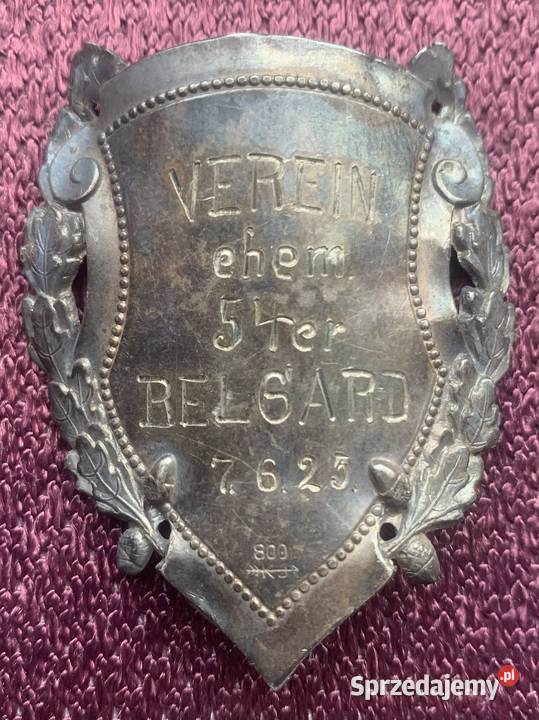 VEREIN
ehem.
54er
BELGARD
7.6.25.
800
Sprzedajemy.pl